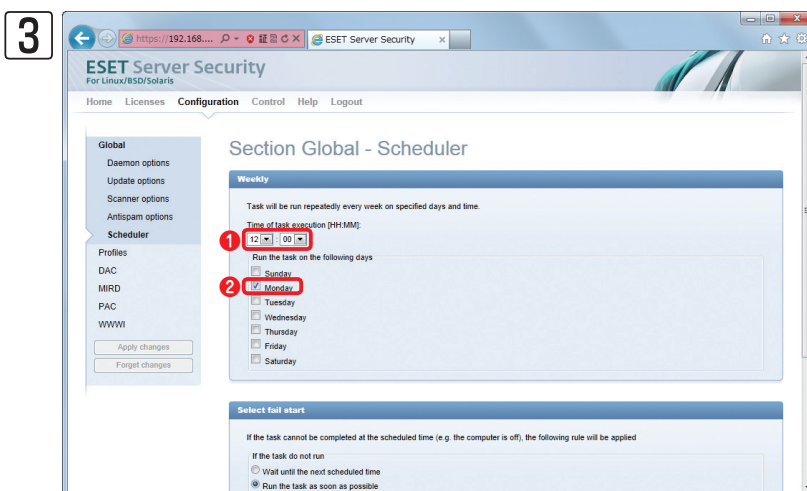 3
https://192.168.... 証 ESET Server Security
ESET Server Security
For Linux/BSD/Solaris
Home Licenses Configuration Control Help Logout
Global
Daemon options
Update options
Scanner options
Antispam options
Scheduler
Profiles
DAC
MIRD
PAC
WWWI
Apply changes
Forget changes
Section Global - Scheduler
Weekly
Task will be run repeatedly every week on specified days and time.
Time of task execution [HH:MM]:
1 12 : 00
Run the task on the following days
Sunday
2 Monday
Tuesday
Wednesday
Thursday
Friday
Saturday
Select fail start
If the task cannot be completed at the scheduled time (e.g. the computer is off), the following rule will be applied
If the task do not run
Wait until the next scheduled time
Run the task as soon as possible